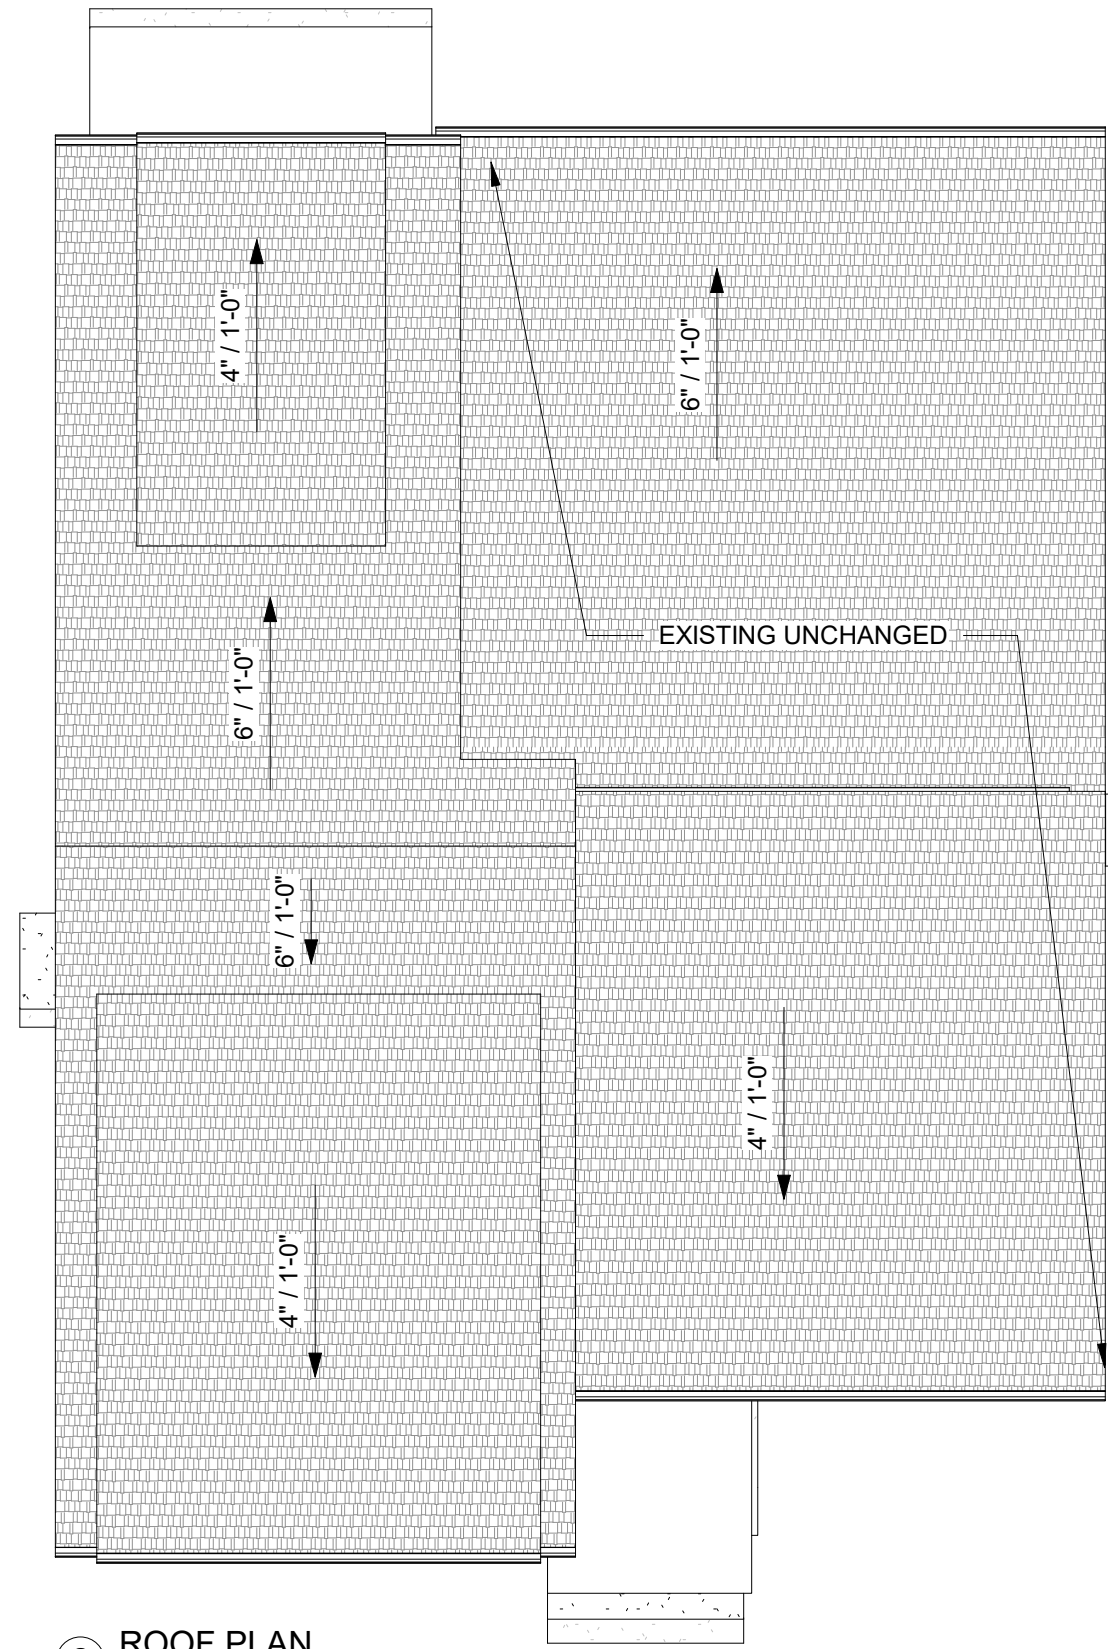 4" / 1'-0"
6" / 1'-0"
EXISTING UNCHANGED
6" / 1'-0"
6" / 1'-0"
4" / 1'-0"
4" / 1'-0"
ROOF PLAN